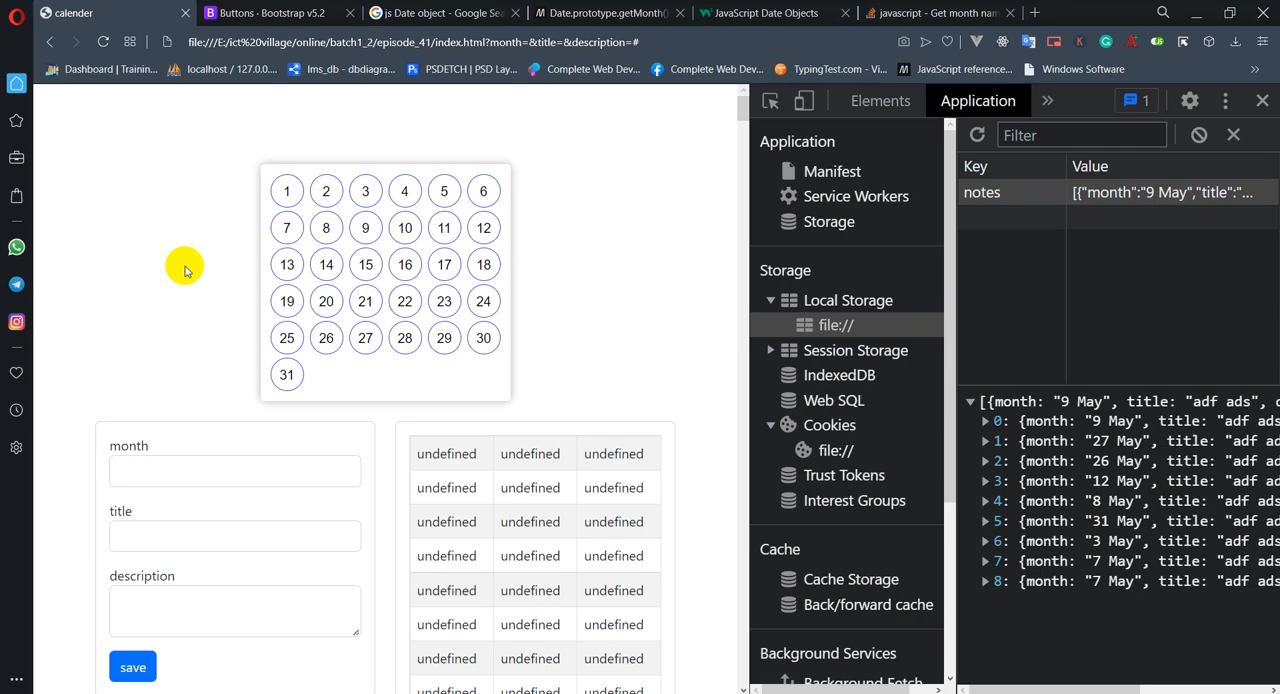 calender
Buttons · Bootstrap v5.2
js Date object - Google Sea
Date.prototype.getMonth()
JavaScript Date Objects
javascript - Get month nam
file:///E:/ict%20village/online/batch1_2/episode_41/index.html?month=&title=&description=#
Dashboard | Trainin...
localhost / 127.0.0....
lms_db - dbdiagra...
PSDETCH | PSD Lay...
Complete Web Dev...
Complete Web Dev...
TypingTest.com - Vi...
JavaScript reference...
Windows Software
1 2 3 4 5 6
7 8 9 10 11 12
13 14 15 16 17 18
19 20 21 22 23 24
25 26 27 28 29 30
31
month
title
description
save
undefined undefined undefined
undefined undefined undefined
undefined undefined undefined
undefined undefined undefined
undefined undefined undefined
undefined undefined undefined
undefined undefined undefined
undefined undefined undefined
Elements
Application
1
Application
Manifest
Service Workers
Storage
Storage
Local Storage
file://
Session Storage
IndexedDB
Web SQL
Cookies
file://
Trust Tokens
Interest Groups
Cache
Cache Storage
Back/forward cache
Background Services
Background Fetch
Filter
Key Value
notes [{"month":"9 May","title":"...
[{month: "9 May", title: "adf ads", d
0: {month: "9 May", title: "adf ads
1: {month: "27 May", title: "adf ad
2: {month: "26 May", title: "adf ad
3: {month: "12 May", title: "adf ad
4: {month: "8 May", title: "adf ads
5: {month: "31 May", title: "adf ad
6: {month: "3 May", title: "adf ads
7: {month: "7 May", title: "adf ads
8: {month: "7 May", title: "adf ads